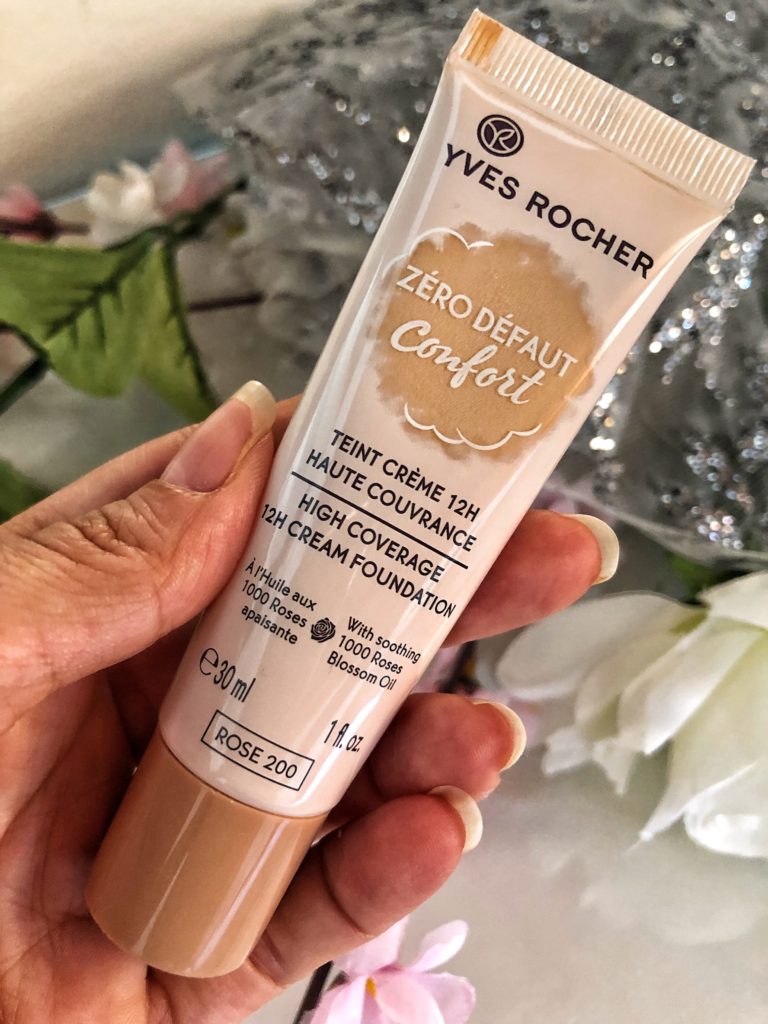 YR
YVES ROCHER
ZÉRO DÉFAUT
Confort
TEINT CRÈME 12H
HAUTE COUVRANCE
HIGH COVERAGE
12H CREAM FOUNDATION
À l'Huile aux
1000 Roses
apaisante
With soothing
1000 Roses
Blossom Oil
℮30 ml
1 fl. oz.
ROSE 200